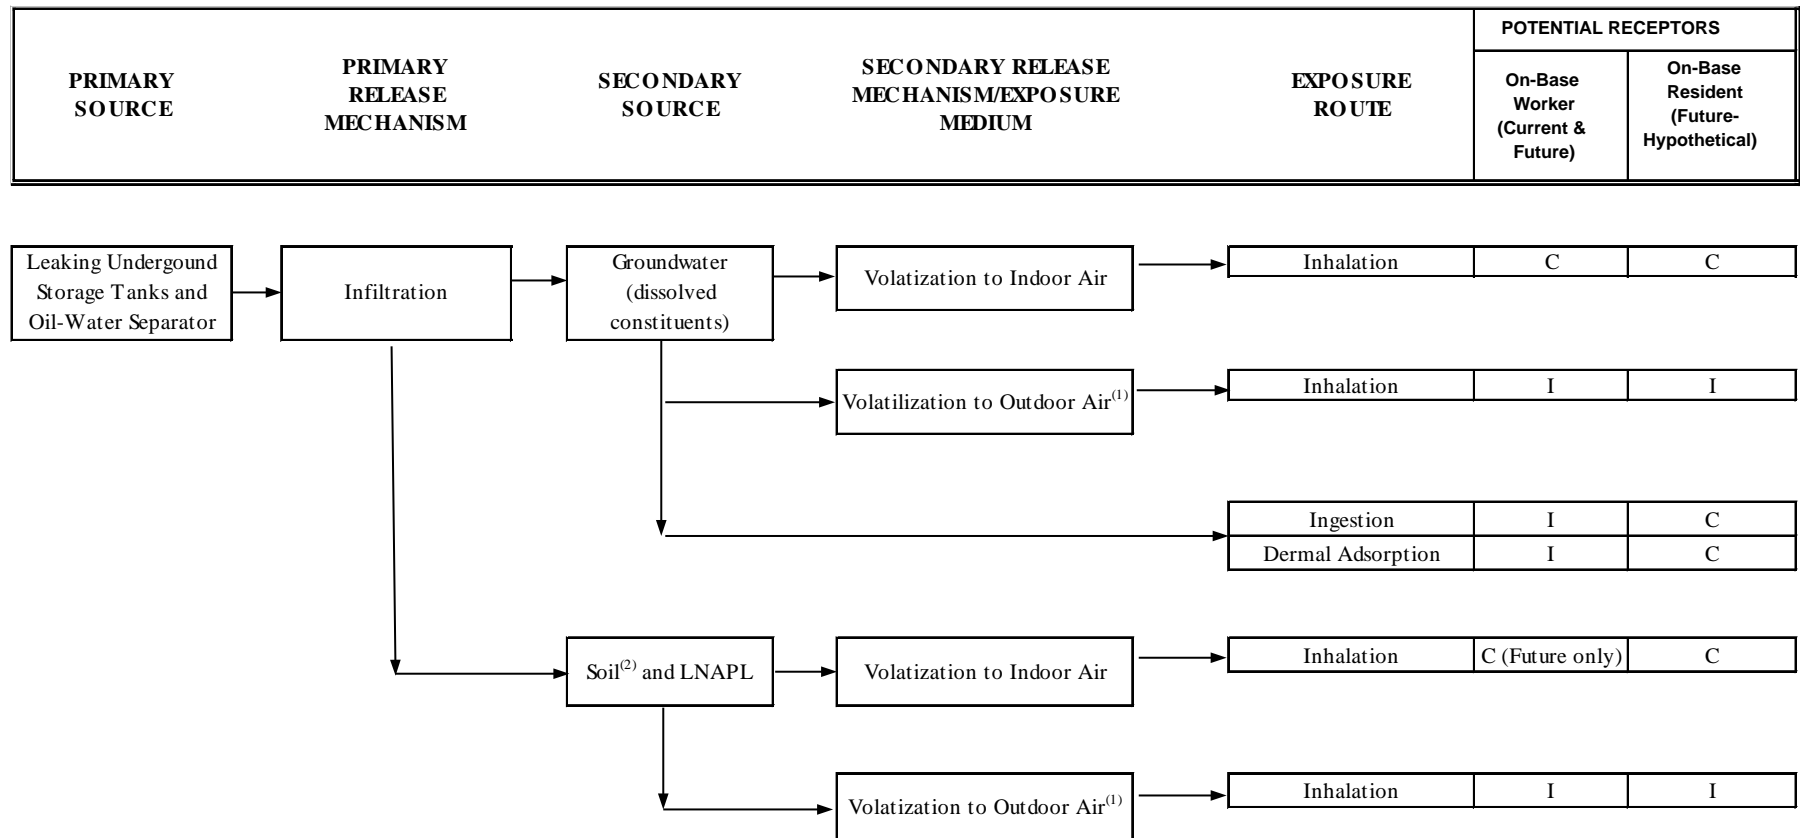 POTENTIAL RECEPTORS
PRIMARY
SOURCE
PRIMARY
RELEASE
MECHANISM
SECONDARY
SOURCE
SECONDARY RELEASE
MECHANISM/EXPOSURE
MEDIUM
EXPOSURE
ROUTE
On-Base
Worker
(Current &
Future)
On-Base
Resident
(Future-
Hypothetical)
Leaking Undergound
Storage Tanks and
Oil-Water Separator
Infiltration
Groundwater
(dissolved
constituents)
Volatization to Indoor Air
Inhalation C C
Volatilization to Outdoor Air(1)
Inhalation I I
Ingestion I C
Dermal Adsorption I C
Soil(2) and LNAPL
Volatization to Indoor Air
Inhalation C (Future only) C
Volatization to Outdoor Air(1)
Inhalation I I